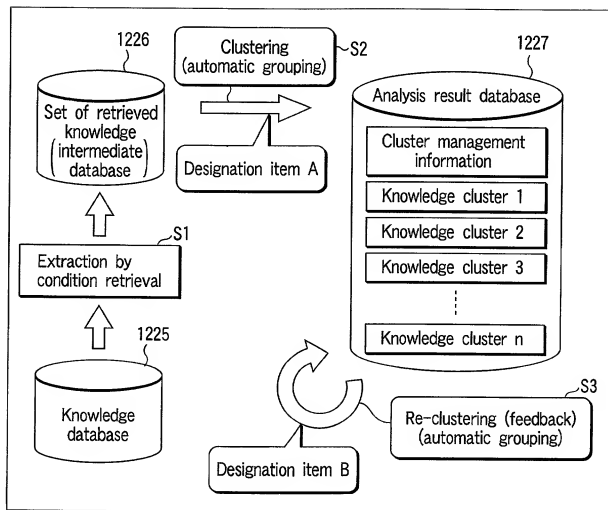 1226
Set of retrieved
knowledge
(intermediate)
database
Clustering
(automatic grouping)
S2
Designation item A
1227
Analysis result database
Cluster management
information
Knowledge cluster 1
Knowledge cluster 2
Knowledge cluster 3
Knowledge cluster n
S1
Extraction by
condition retrieval
1225
Knowledge
database
S3
Re-clustering (feedback)
(automatic grouping)
Designation item B